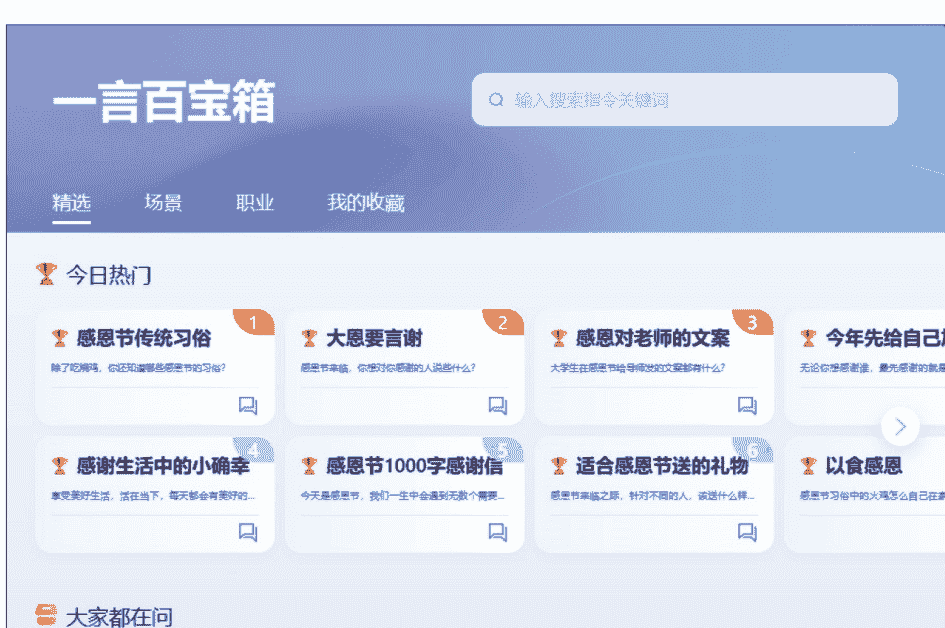 一言百宝箱
输入搜索指令关键词
精选 场景 职业 我的收藏
今日热门
1 2 3
感恩节传统习俗 大恩要言谢 感恩对老师的文案 今年先给自己
除了吃火鸡,你还知道哪些感恩节的习俗? 感恩节来临,你想对你感谢的人说些什么? 大学生在感恩节给导师发的文案都有什么? 无论你想感谢谁,最先感谢的就是
4 5 6
感谢生活中的小确幸 感恩节1000字感谢信 适合感恩节送的礼物 以食感恩
享受美好生活,活在当下,每天都会有美好的... 今天是感恩节,我们一生中会遇到无数个需要... 感恩节来临之际,针对不同的人,该送什么样... 感恩节习俗中的火鸡怎么自己在
大家都在问